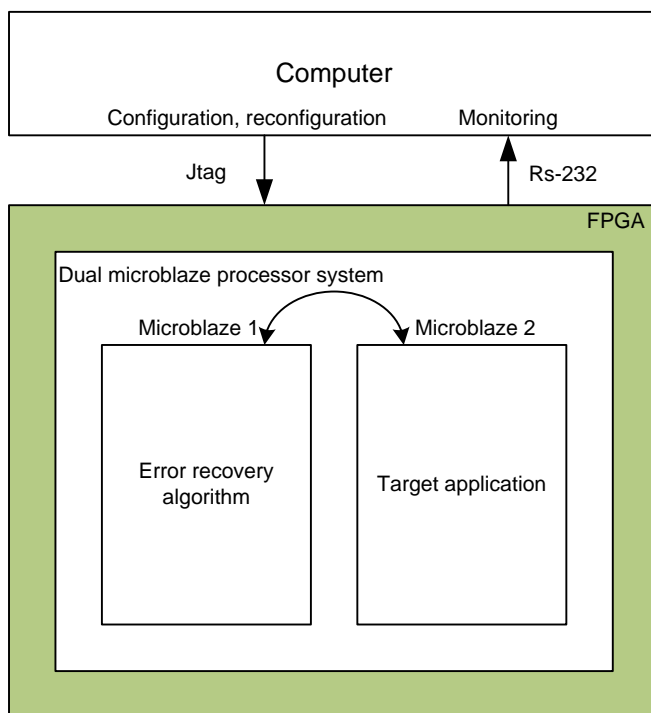 Computer
Configuration, reconfiguration Monitoring
Jtag Rs-232
FPGA
Dual microblaze processor system
Microblaze 1 Microblaze 2
Error recovery
algorithm
Target application